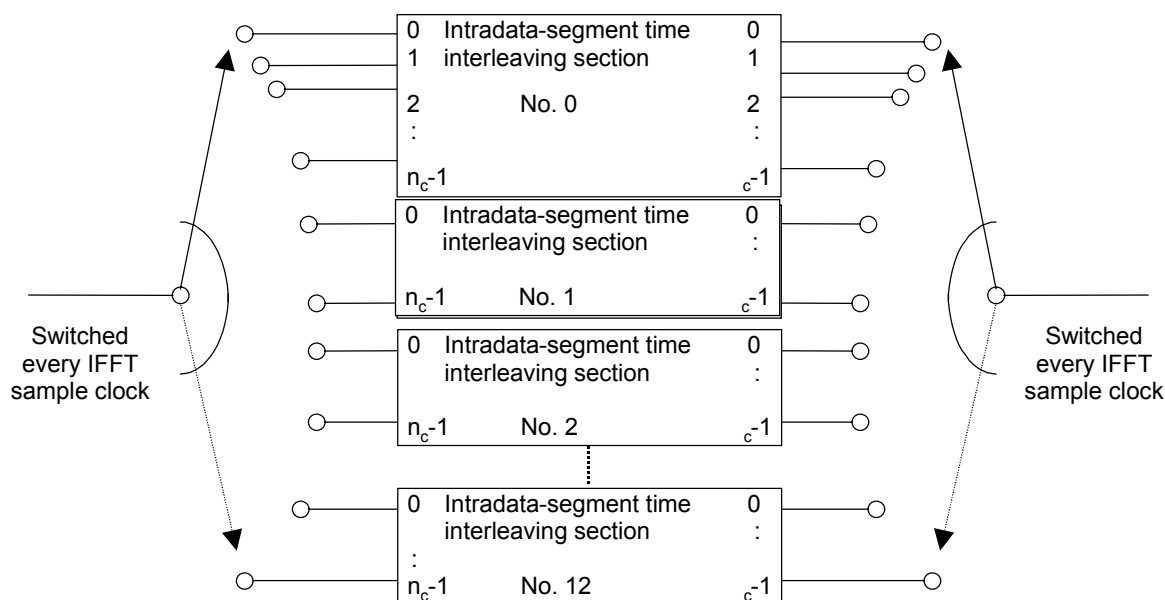 0 Intradata-segment time 0
1 interleaving section 1
2 No. 0 2
: :
n_c-1 _c-1
0 Intradata-segment time 0
interleaving section :
n_c-1 No. 1 _c-1
Switched
every IFFT
sample clock
0 Intradata-segment time 0
interleaving section :
n_c-1 No. 2 _c-1
Switched
every IFFT
sample clock
0 Intradata-segment time 0
interleaving section :
:
n_c-1 No. 12 _c-1